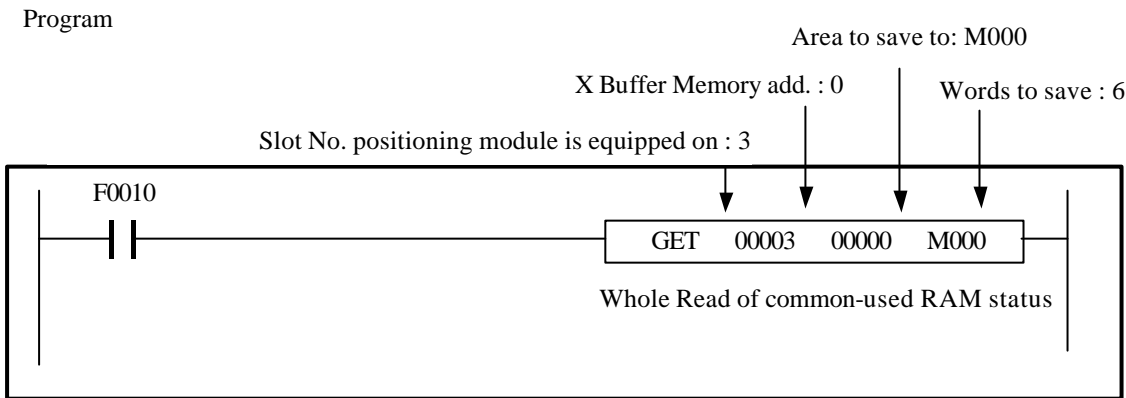 Program
Area to save to: M000
X Buffer Memory add. : 0
Words to save : 6
Slot No. positioning module is equipped on : 3
F0010
GET 00003 00000 M000
Whole Read of common-used RAM status